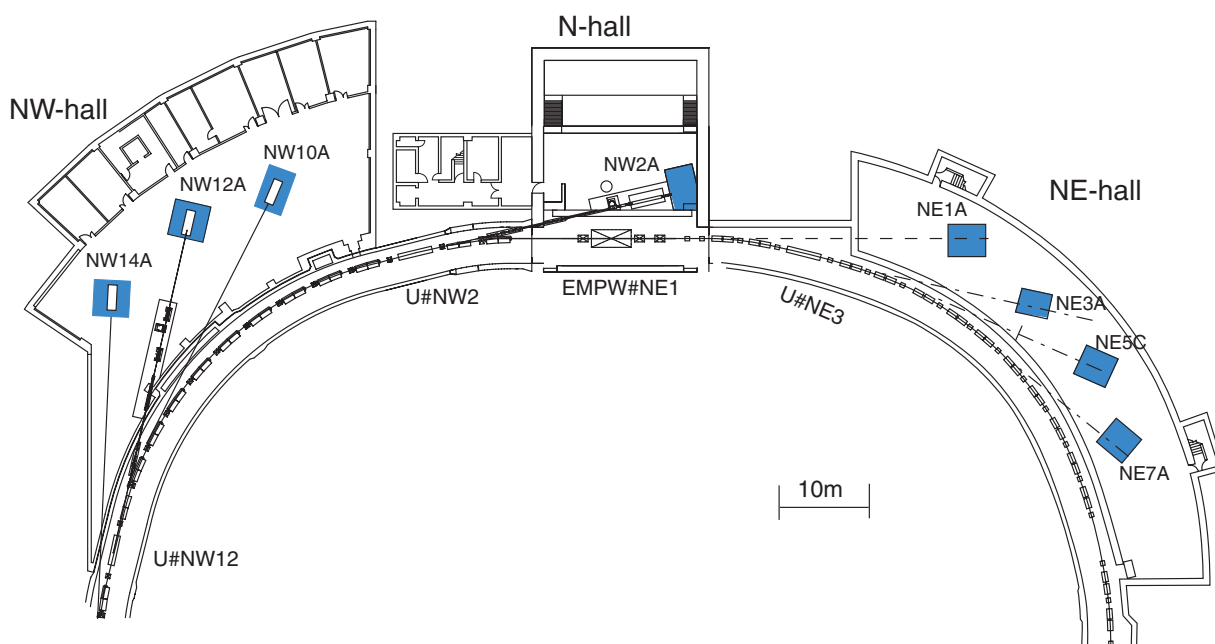 N-hall
NW-hall
NW10A
NW2A
NW12A
NE-hall
NE1A
NW14A
U#NW2
EMPW#NE1
U#NE3
NE3A
NE5C
NE7A
10m
U#NW12